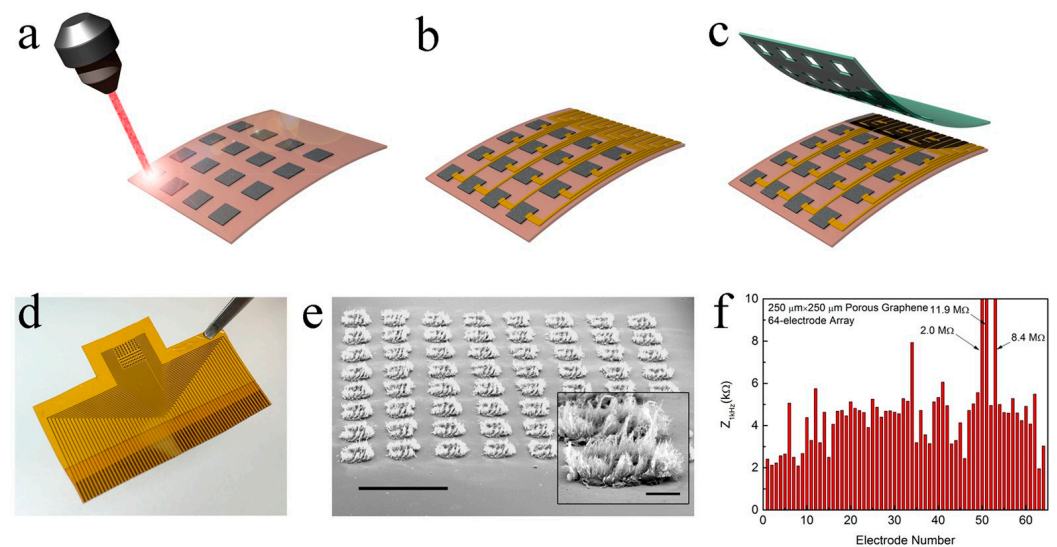 a
b
c
d
e
f
250 μm×250 μm Porous Graphene
64-electrode Array
11.9 MΩ
2.0 MΩ
8.4 MΩ
Z1kHz(kΩ)
10
8
6
4
2
0
0 10 20 30 40 50 60
Electrode Number